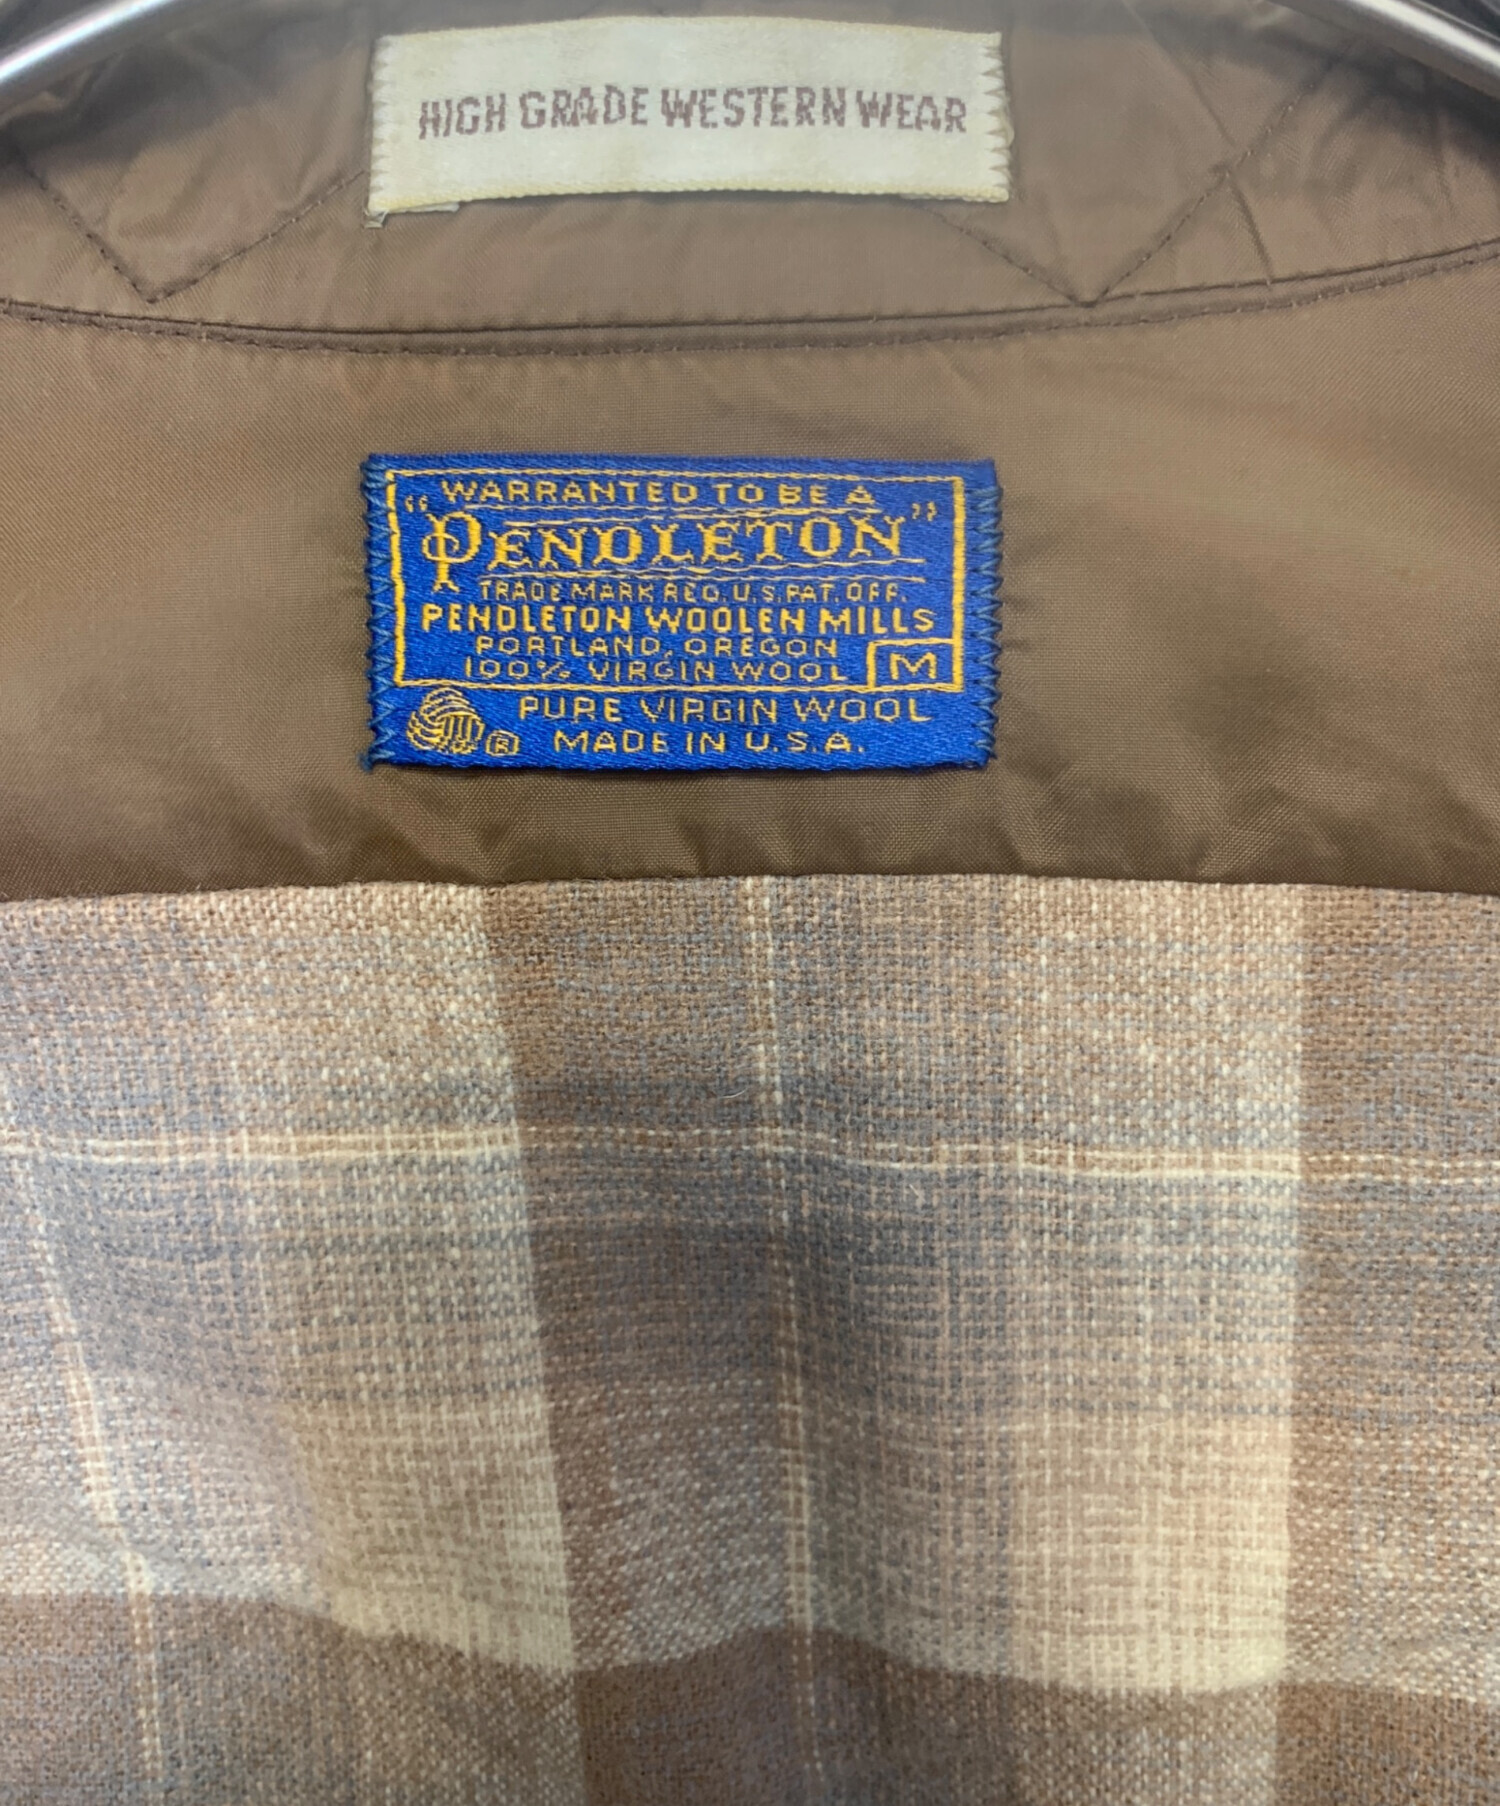 HIGH GRADE WESTERN WEAR
WARRANTED TO BE A
"PENDLETON"
TRADE MARK REG. U.S. PAT. OFF.
PENDLETON WOOLEN MILLS
PORTLAND, OREGON
100% VIRGIN WOOL M
PURE VIRGIN WOOL
® MADE IN U.S.A.